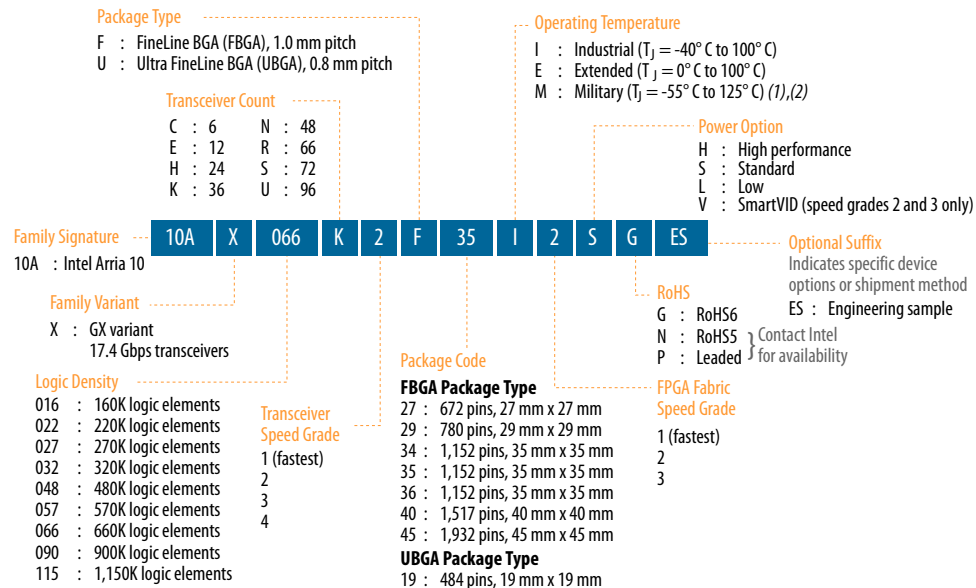 Package Type
F : FineLine BGA (FBGA), 1.0 mm pitch
U : Ultra FineLine BGA (UBGA), 0.8 mm pitch
Operating Temperature
I : Industrial (TJ = -40° C to 100° C)
E : Extended (TJ = 0° C to 100° C)
M : Military (TJ = -55° C to 125° C) (1),(2)
Transceiver Count
C : 6 N : 48
E : 12 R : 66
H : 24 S : 72
K : 36 U : 96
Power Option
H : High performance
S : Standard
L : Low
V : SmartVID (speed grades 2 and 3 only)
10A X 066 K 2 F 35 I 2 S G ES
Family Signature
10A : Intel Arria 10
Optional Suffix
Indicates specific device
options or shipment method
ES : Engineering sample
Family Variant
X : GX variant
17.4 Gbps transceivers
RoHS
G : RoHS6
N : RoHS5
P : Leaded
Contact Intel
for availability
Logic Density
016 : 160K logic elements
022 : 220K logic elements
027 : 270K logic elements
032 : 320K logic elements
048 : 480K logic elements
057 : 570K logic elements
066 : 660K logic elements
090 : 900K logic elements
115 : 1,150K logic elements
Transceiver
Speed Grade
1 (fastest)
2
3
4
Package Code
FBGA Package Type
27 : 672 pins, 27 mm x 27 mm
29 : 780 pins, 29 mm x 29 mm
34 : 1,152 pins, 35 mm x 35 mm
35 : 1,152 pins, 35 mm x 35 mm
36 : 1,152 pins, 35 mm x 35 mm
40 : 1,517 pins, 40 mm x 40 mm
45 : 1,932 pins, 45 mm x 45 mm
UBGA Package Type
19 : 484 pins, 19 mm x 19 mm
FPGA Fabric
Speed Grade
1 (fastest)
2
3